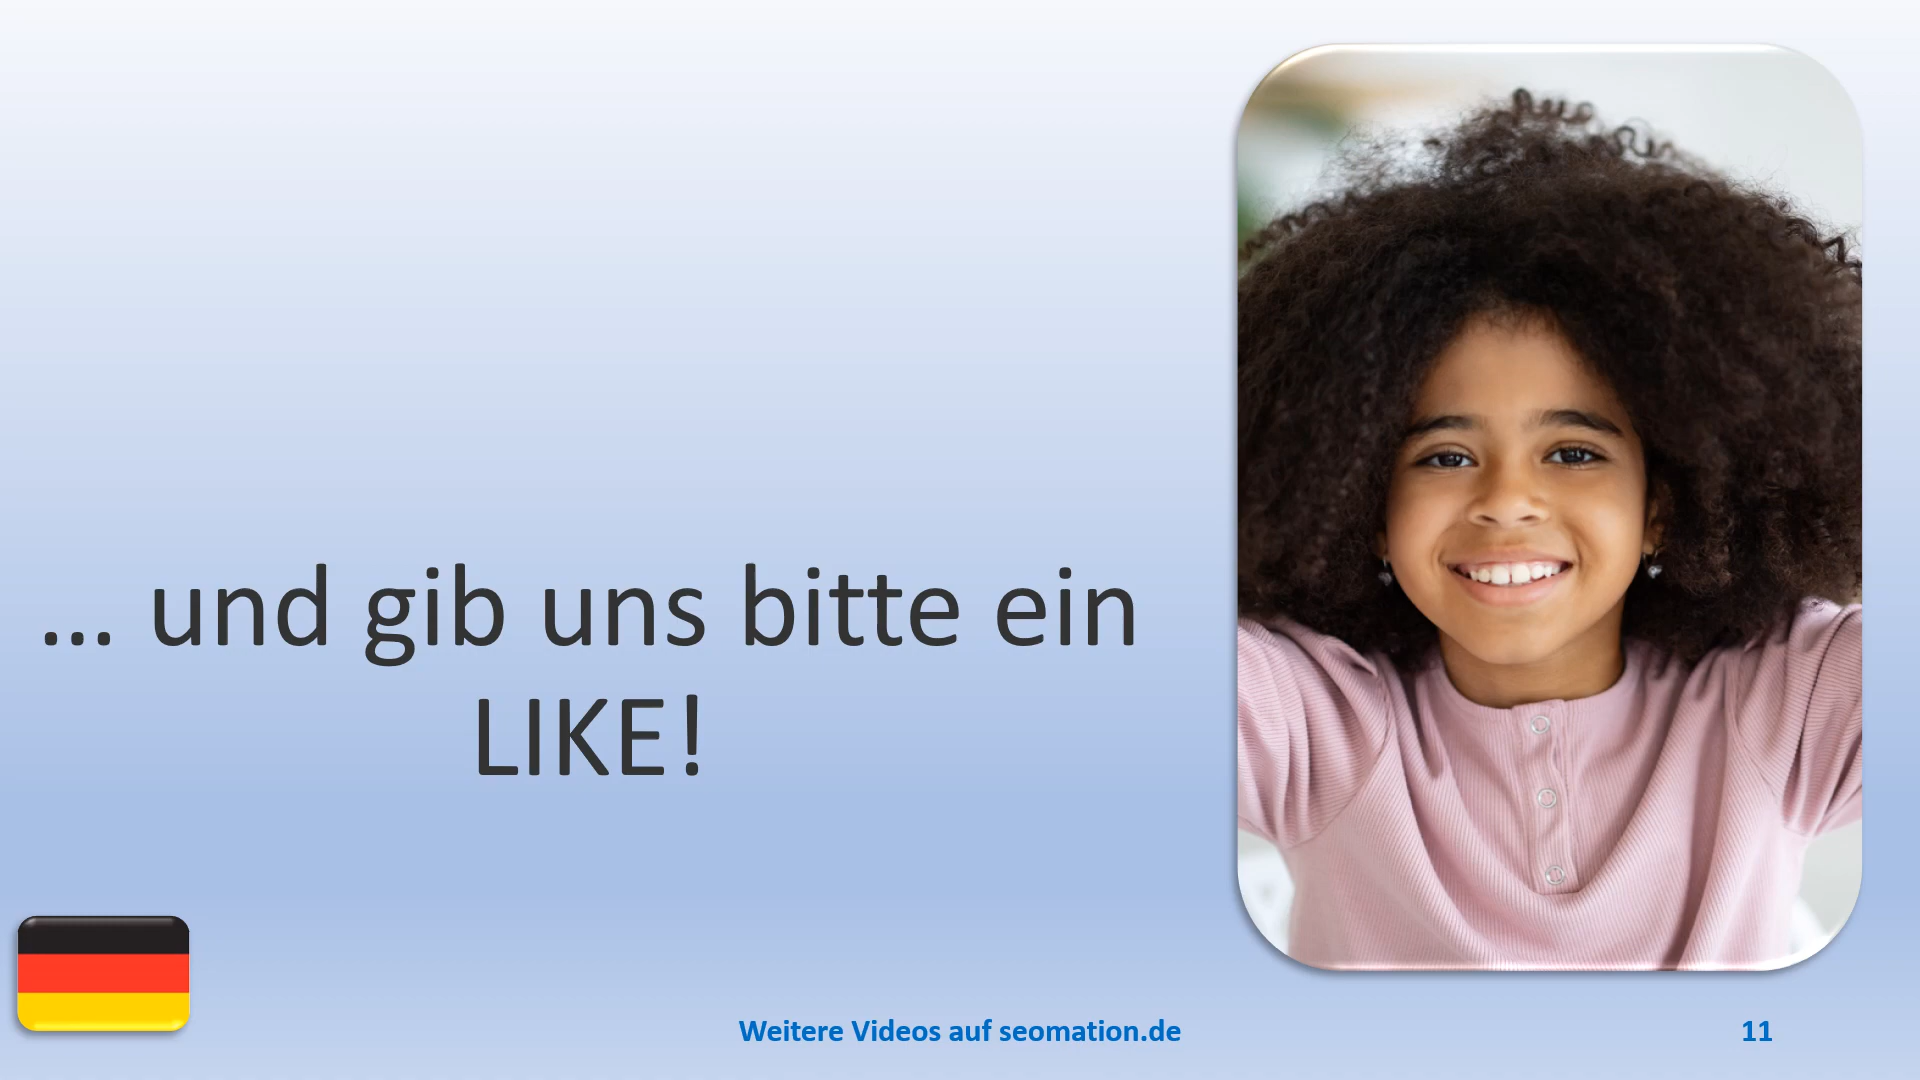 ... und gib uns bitte ein
LIKE!
Weitere Videos auf seomation.de
11